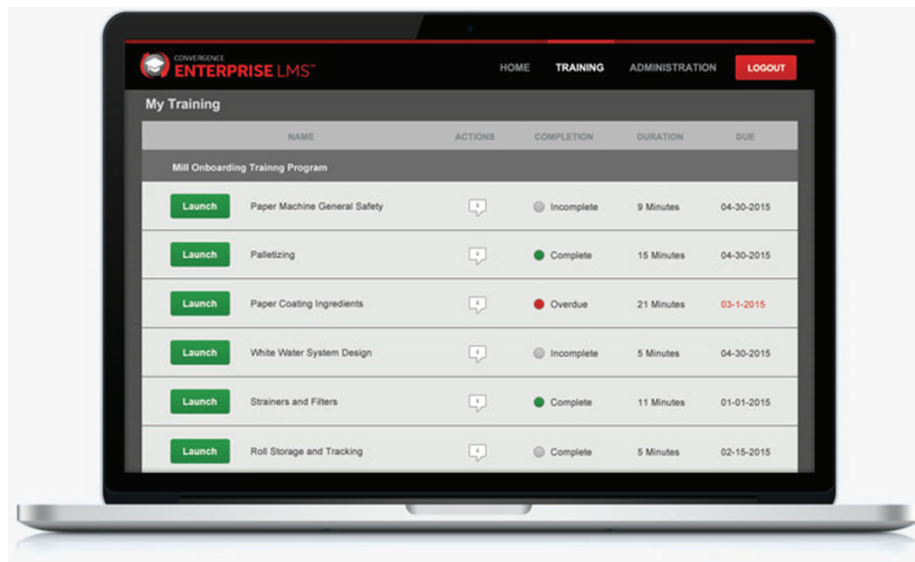 CONVERGENCE
ENTERPRISE LMS™
HOME TRAINING ADMINISTRATION LOGOUT
My Training
NAME ACTIONS COMPLETION DURATION DUE
Mill Onboarding Trainng Program
Launch Paper Machine General Safety Incomplete 9 Minutes 04-30-2015
Launch Palletizing Complete 15 Minutes 04-30-2015
Launch Paper Coating Ingredients Overdue 21 Minutes 03-1-2015
Launch White Water System Design Incomplete 5 Minutes 04-30-2015
Launch Strainers and Filters Complete 11 Minutes 01-01-2015
Launch Roll Storage and Tracking Complete 5 Minutes 02-15-2015